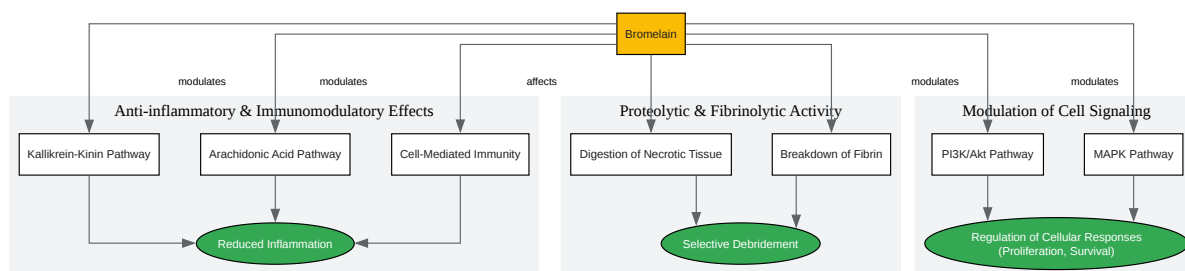 Bromelain
modulates
modulates
affects
modulates
modulates
Anti-inflammatory & Immunomodulatory Effects
Proteolytic & Fibrinolytic Activity
Modulation of Cell Signaling
Kallikrein-Kinin Pathway
Arachidonic Acid Pathway
Cell-Mediated Immunity
Digestion of Necrotic Tissue
Breakdown of Fibrin
PI3K/Akt Pathway
MAPK Pathway
Reduced Inflammation
Selective Debridement
Regulation of Cellular Responses
(Proliferation, Survival)